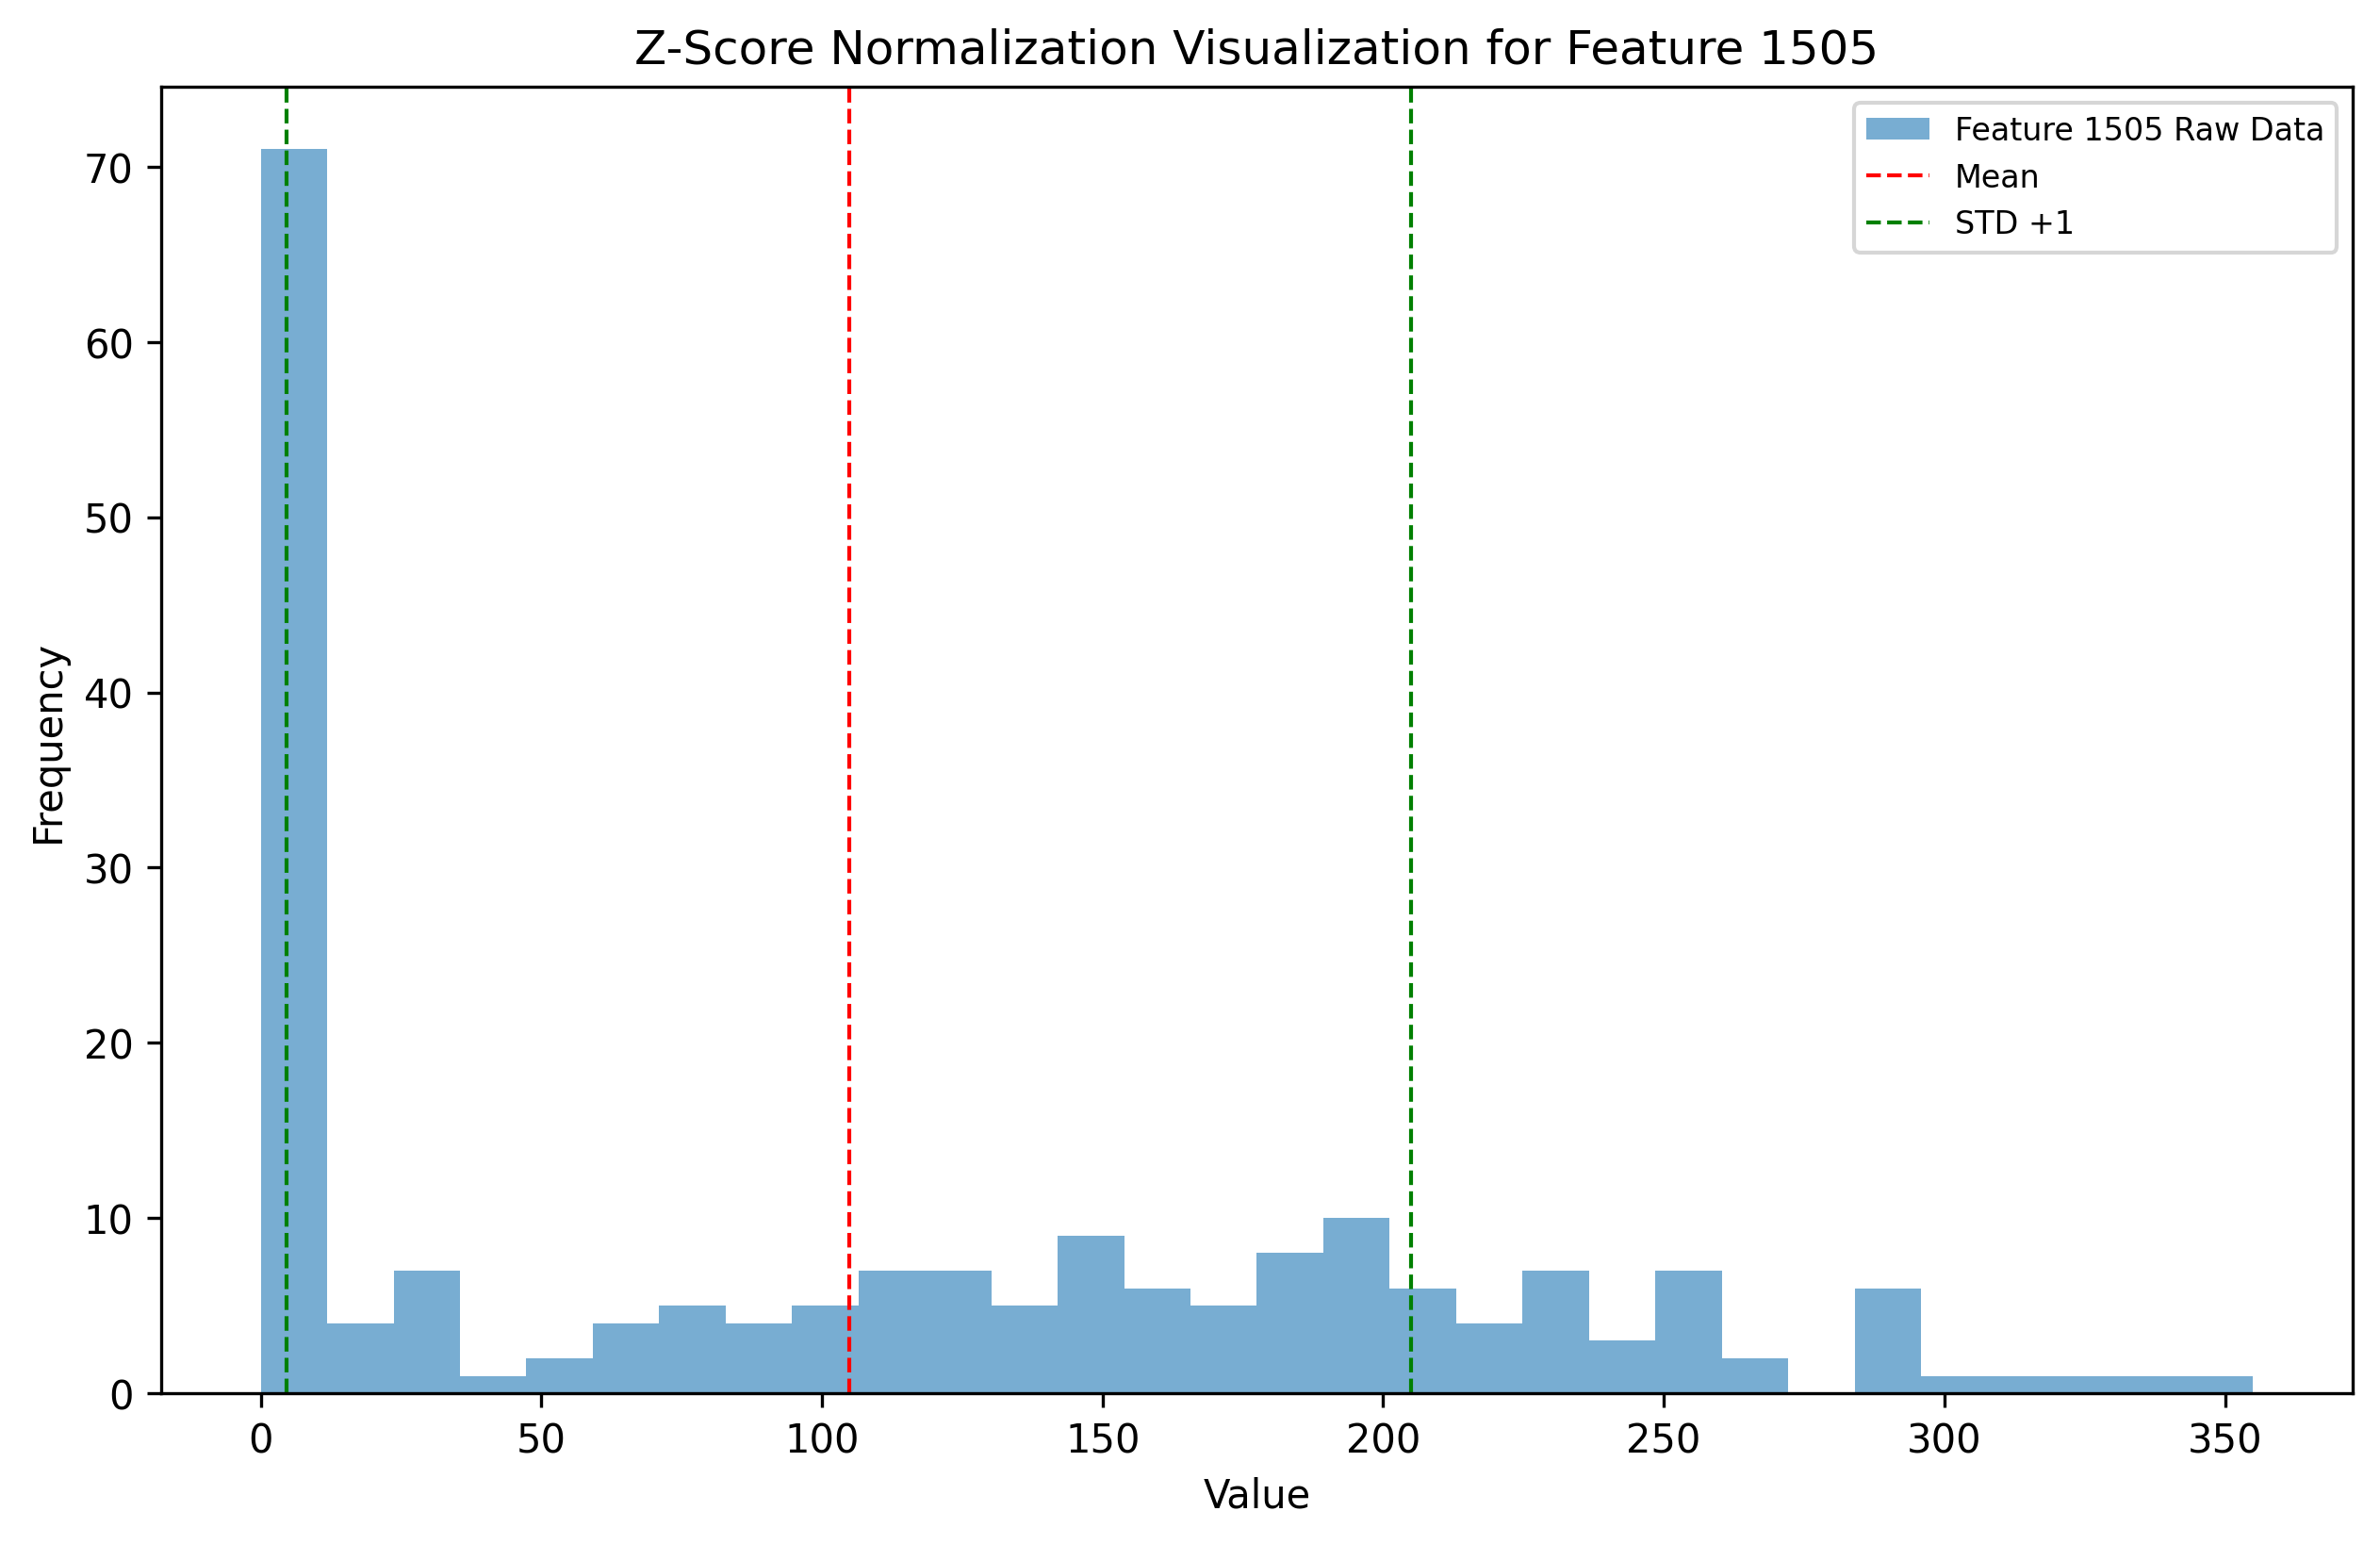 Z-Score Normalization Visualization for Feature 1505
Feature 1505 Raw Data
Mean
STD +1
Frequency
70
60
50
40
30
20
10
0
0 50 100 150 200 250 300 350
Value